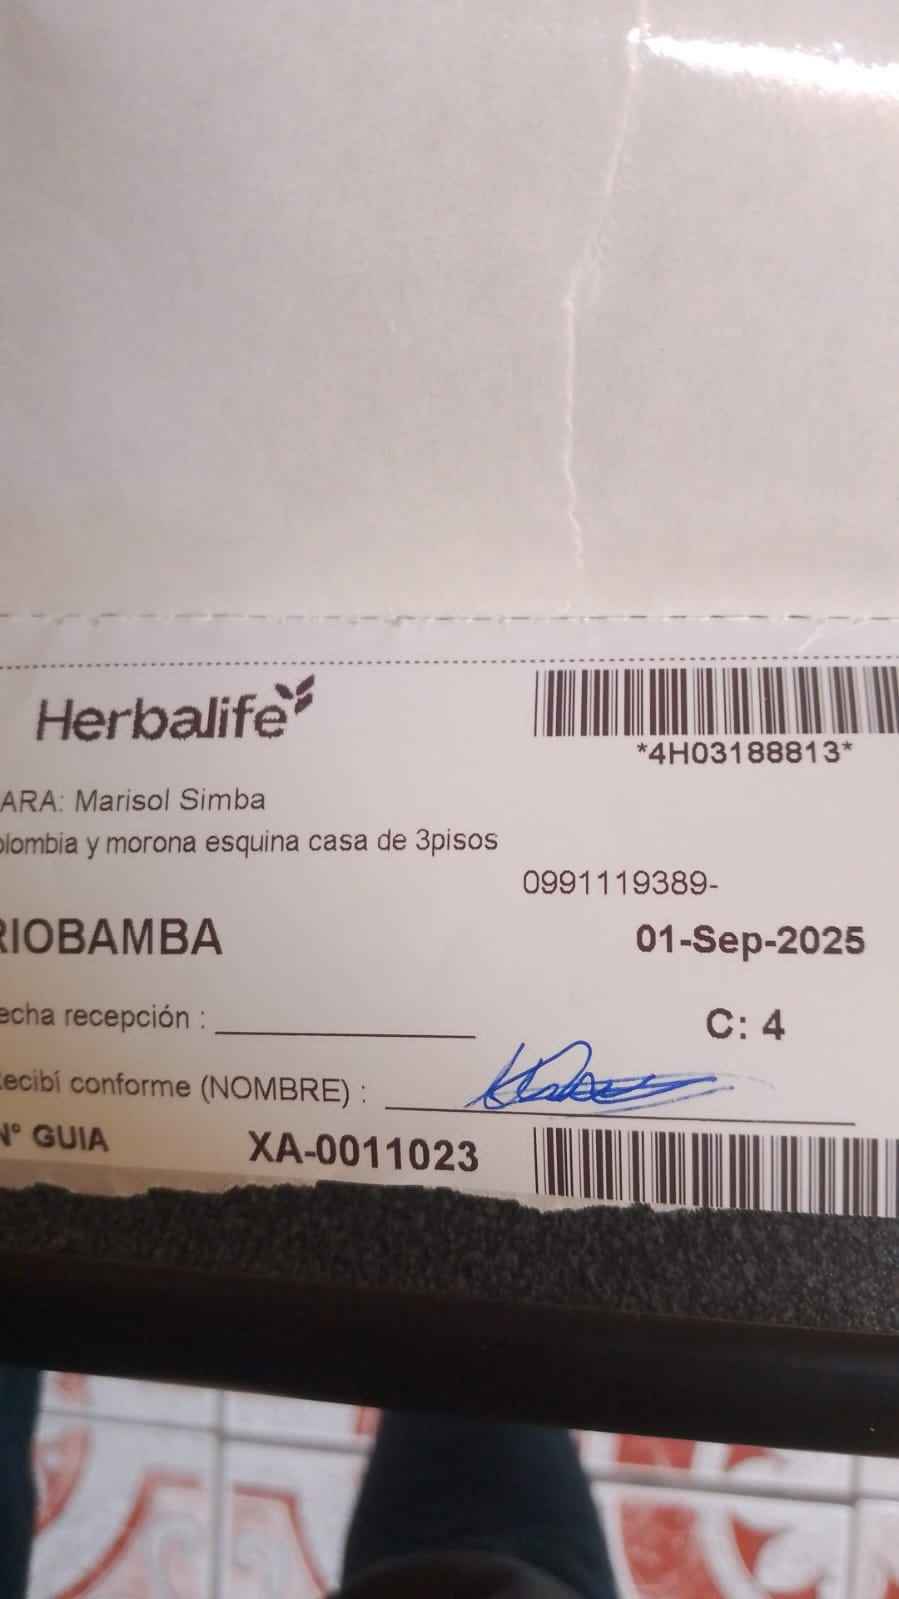 Herbalife
*4H03188813*
ARA: Marisol Simba
olombia y morona esquina casa de 3pisos
0991119389-
RIOBAMBA
01-Sep-2025
echa recepción :
C: 4
ecibí conforme (NOMBRE) :
N° GUIA XA-0011023